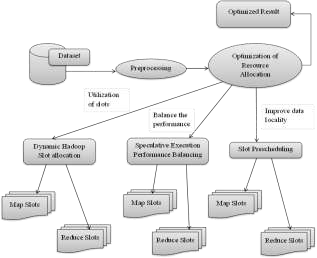 Optimized Result
Dataset
Preprocessing
Optimization of
Resource
Allocation
Utilization
of slots
Balance the
performance
Improve data
locality
Dynamic Hadoop
Slot allocation
Speculative Execution
Performance Balancing
Slot Prescheduling
Map Slots
Reduce Slots
Map Slots
Reduce Slots
Map Slots
Reduce Slots